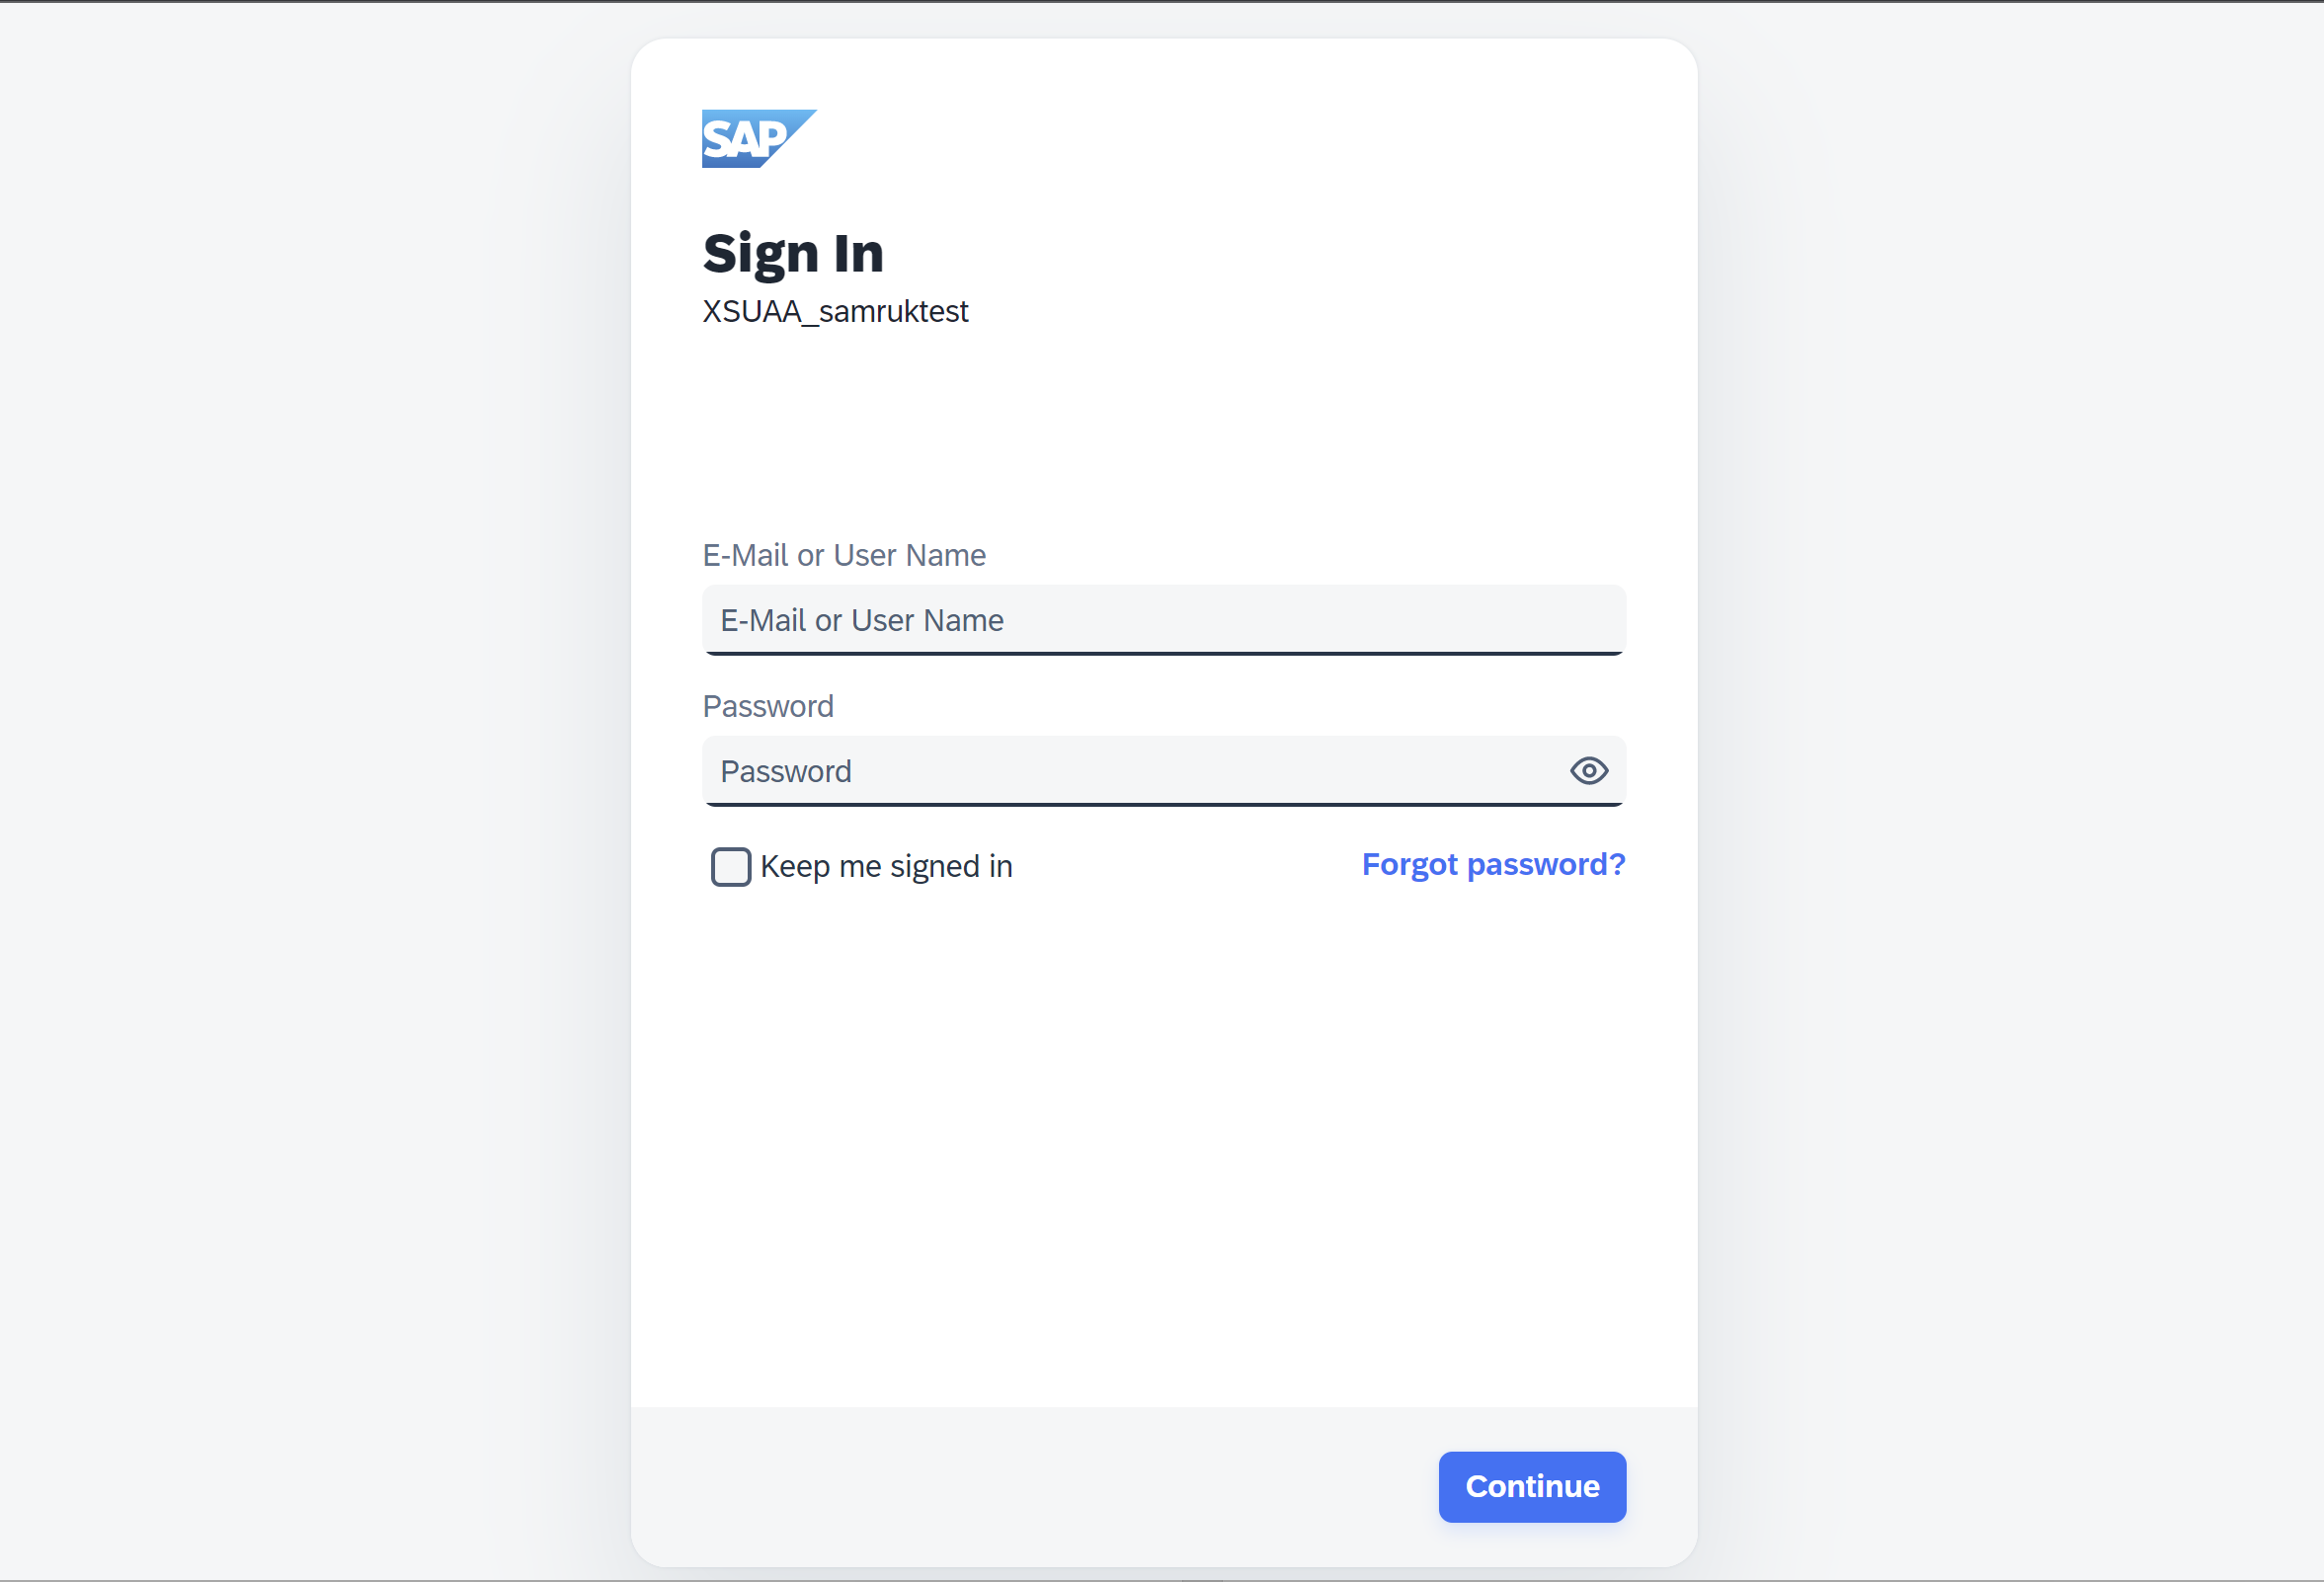 SAP
Sign In
XSUAA_samruktest
E-Mail or User Name
E-Mail or User Name
Password
Password
Keep me signed in
Forgot password?
Continue